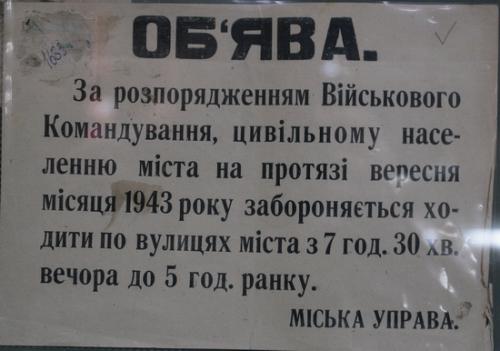 ОБ'ЯВА.
За розпорядженням Військового
Командування, цивільному насе-
ленню міста на протязі вересня
місяця 1943 року забороняється хо-
дити по вулицях міста з 7 год. 30 хв.
вечора до 5 год. ранку.
МІСЬКА УПРАВА.